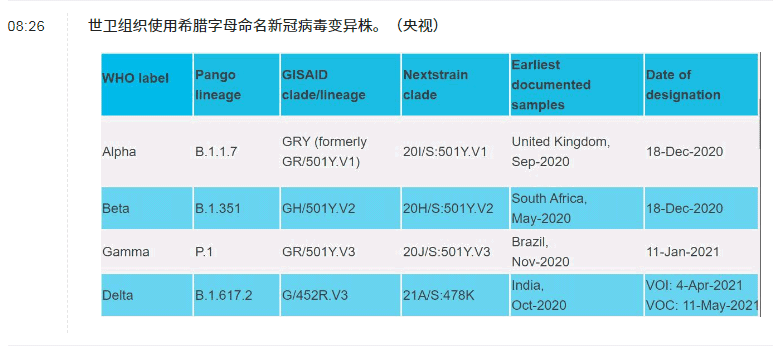 08:26 世卫组织使用希腊字母命名新冠病毒变异株。（央视）
WHO label Pango lineage GISAID clade/lineage Nextstrain clade Earliest documented samples Date of designation
Alpha B.1.1.7 GRY (formerly GR/501Y.V1) 20I/S:501Y.V1 United Kingdom, Sep-2020 18-Dec-2020
Beta B.1.351 GH/501Y.V2 20H/S:501Y.V2 South Africa, May-2020 18-Dec-2020
Gamma P.1 GR/501Y.V3 20J/S:501Y.V3 Brazil, Nov-2020 11-Jan-2021
Delta B.1.617.2 G/452R.V3 21A/S:478K India, Oct-2020 VOI: 4-Apr-2021 VOC: 11-May-2021